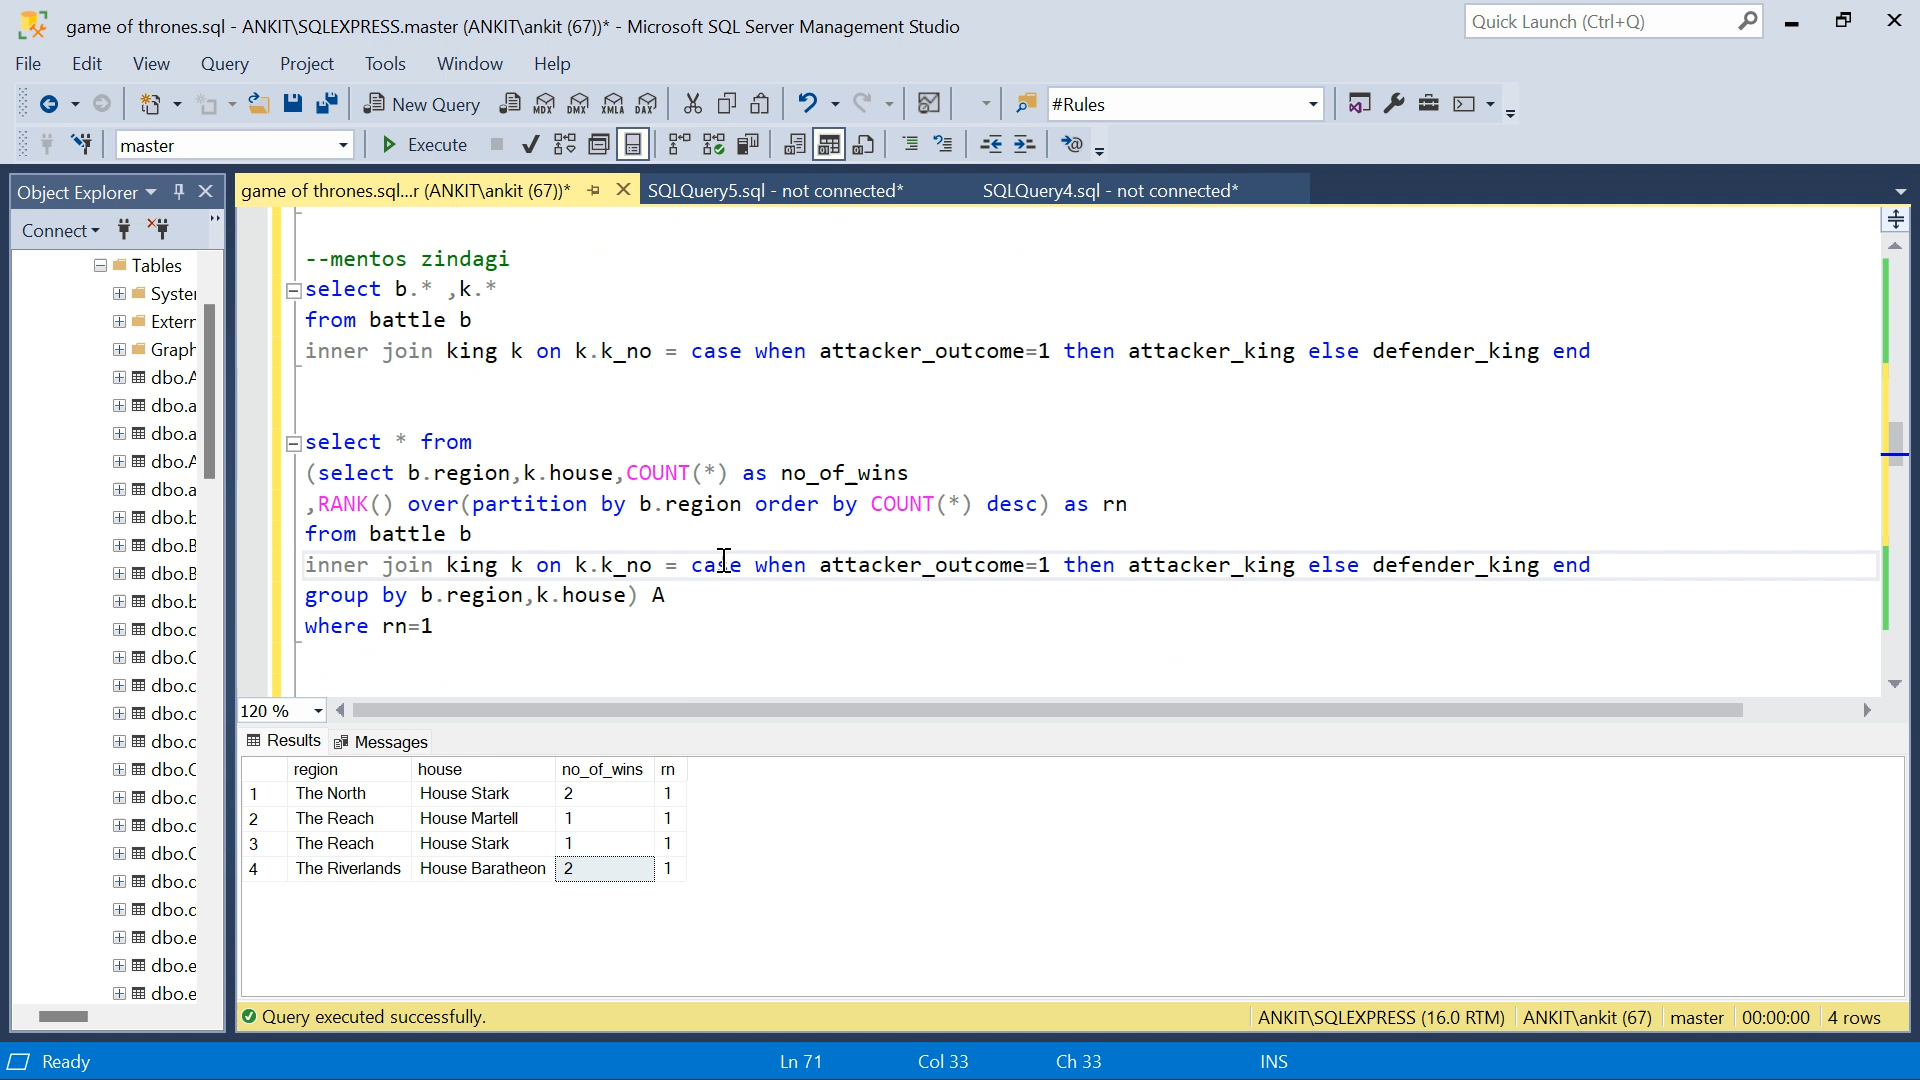 game of thrones.sql - ANKIT\SQLEXPRESS.master (ANKIT\ankit (67))* - Microsoft SQL Server Management Studio
Quick Launch (Ctrl+Q)
File Edit View Query Project Tools Window Help
New Query
MDX DMX XMLA DAX
#Rules
master
Execute
Object Explorer
game of thrones.sql...r (ANKIT\ankit (67))*
SQLQuery5.sql - not connected*
SQLQuery4.sql - not connected*
Connect
Tables
Syster
Extern
Graph
dbo.A
dbo.a
dbo.a
dbo.A
dbo.a
dbo.b
dbo.B
dbo.B
dbo.b
dbo.c
dbo.C
dbo.c
dbo.c
dbo.c
dbo.C
dbo.c
dbo.c
dbo.C
dbo.d
dbo.d
dbo.e
dbo.e
dbo.e
--mentos zindagi
select b.* ,k.*
from battle b
inner join king k on k.k_no = case when attacker_outcome=1 then attacker_king else defender_king end
select * from
(select b.region,k.house,COUNT(*) as no_of_wins
,RANK() over(partition by b.region order by COUNT(*) desc) as rn
from battle b
inner join king k on k.k_no = case when attacker_outcome=1 then attacker_king else defender_king end
group by b.region,k.house) A
where rn=1
120 %
Results Messages
region house no_of_wins rn
1 The North House Stark 2 1
2 The Reach House Martell 1 1
3 The Reach House Stark 1 1
4 The Riverlands House Baratheon 2 1
Query executed successfully.
ANKIT\SQLEXPRESS (16.0 RTM) ANKIT\ankit (67) master 00:00:00 4 rows
Ready
Ln 71
Col 33
Ch 33
INS